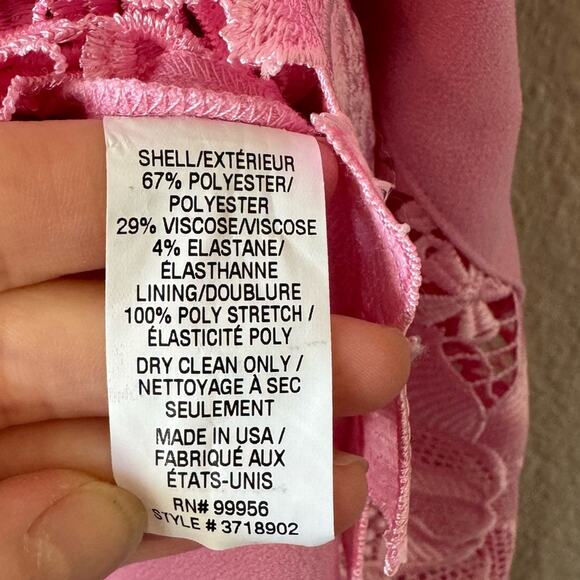 SHELL/EXTÉRIEUR
67% POLYESTER/
POLYESTER
29% VISCOSE/VISCOSE
4% ELASTANE/
ÉLASTHANNE
LINING/DOUBLURE
100% POLY STRETCH /
ÉLASTICITÉ POLY
DRY CLEAN ONLY /
NETTOYAGE À SEC
SEULEMENT
MADE IN USA /
FABRIQUÉ AUX
ÉTATS-UNIS
RN# 99956
STYLE # 3718902